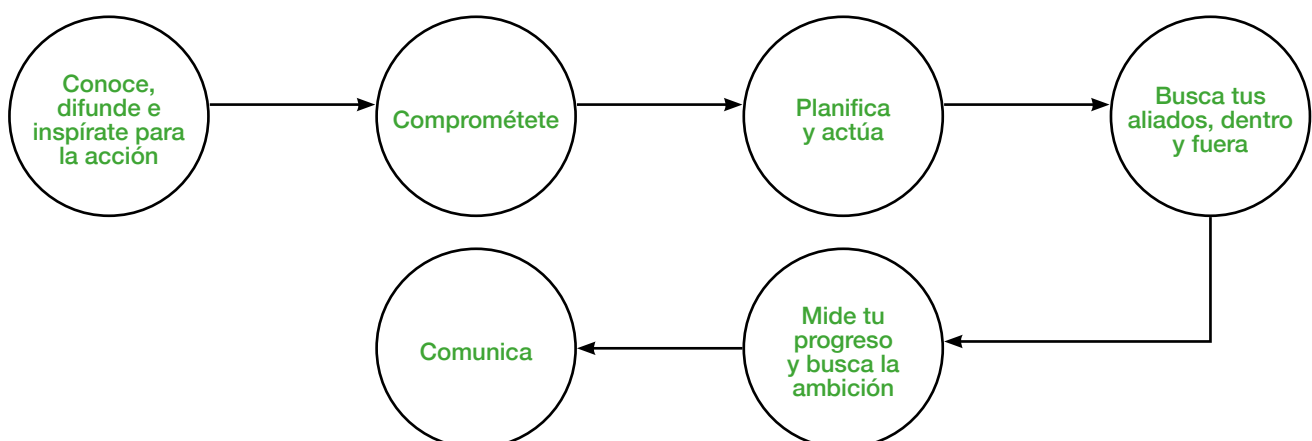 Conoce,
difunde e
inspírate para
la acción
Comprométete
Planifica
y actúa
Busca tus
aliados, dentro
y fuera
Mide tu
progreso
y busca la
ambición
Comunica